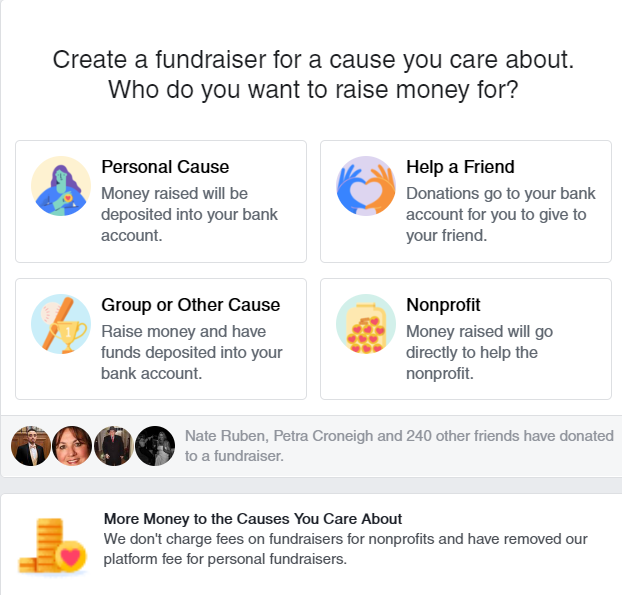 Create a fundraiser for a cause you care about.
Who do you want to raise money for?
Personal Cause
Money raised will be
deposited into your bank
account.
Help a Friend
Donations go to your bank
account for you to give to
your friend.
Group or Other Cause
Raise money and have
funds deposited into your
bank account.
1
Nonprofit
Money raised will go
directly to help the
nonprofit.
Nate Ruben, Petra Croneigh and 240 other friends have donated
to a fundraiser.
More Money to the Causes You Care About
We don't charge fees on fundraisers for nonprofits and have removed our
platform fee for personal fundraisers.